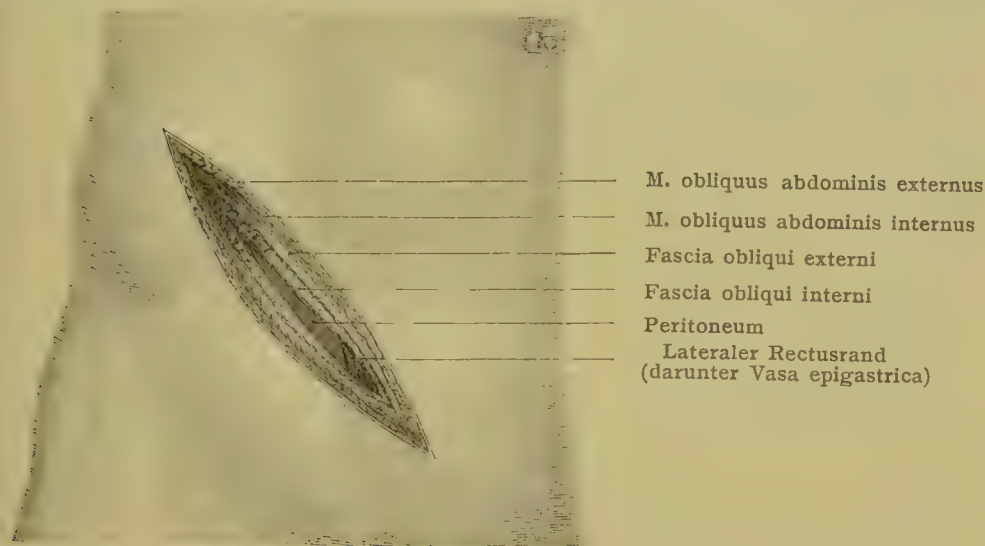 M. obliquus abdominis externus
M. obliquus abdominis internus
Fascia obliqui externi
Fascia obliqui interni
Peritoneum
Lateraler Rectusrand
(darunter Vasa epigastrica)